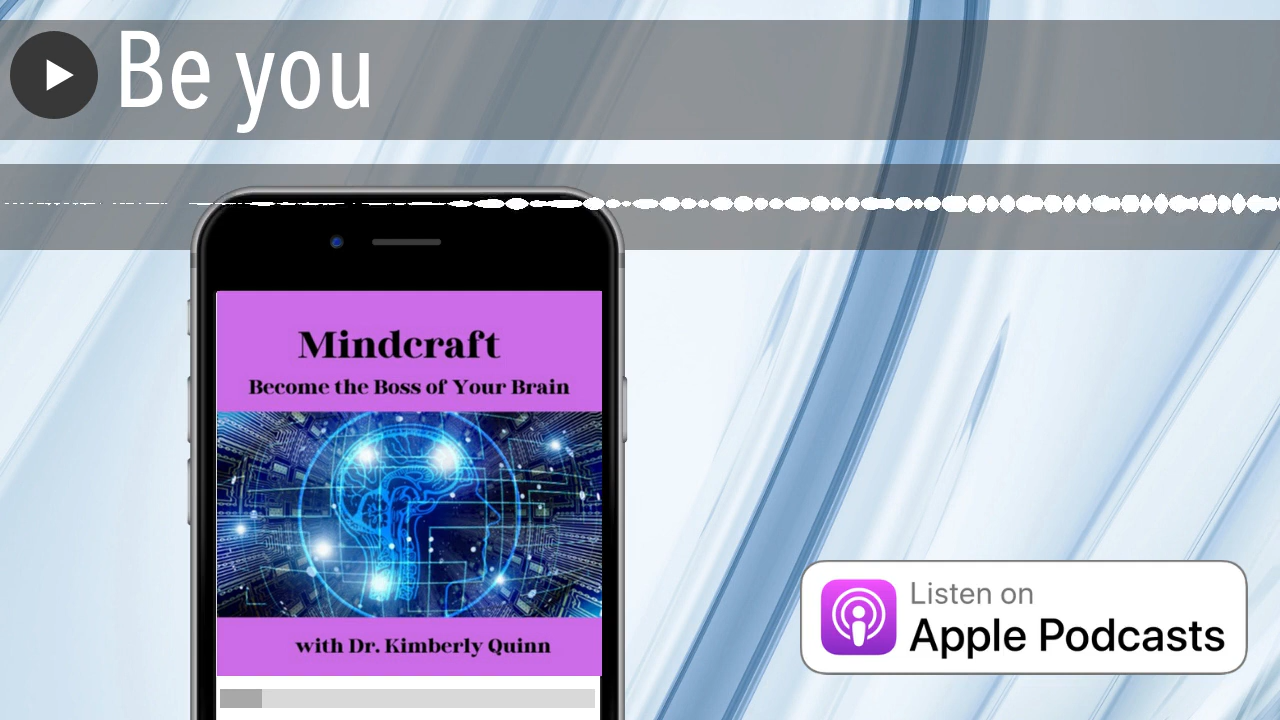 Be you
Mindcraft
Become the Boss of Your Brain
with Dr. Kimberly Quinn
Listen on
Apple Podcasts